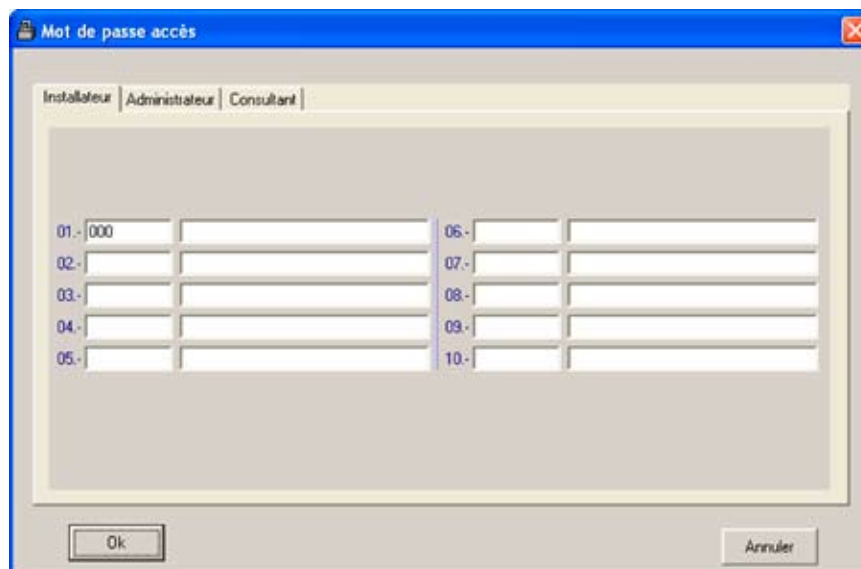 Mot de passe accès
Installateur Administrateur Consultant
01.- 000 06.-
02.- 07.-
03.- 08.-
04.- 09.-
05.- 10.-
Ok Annuler